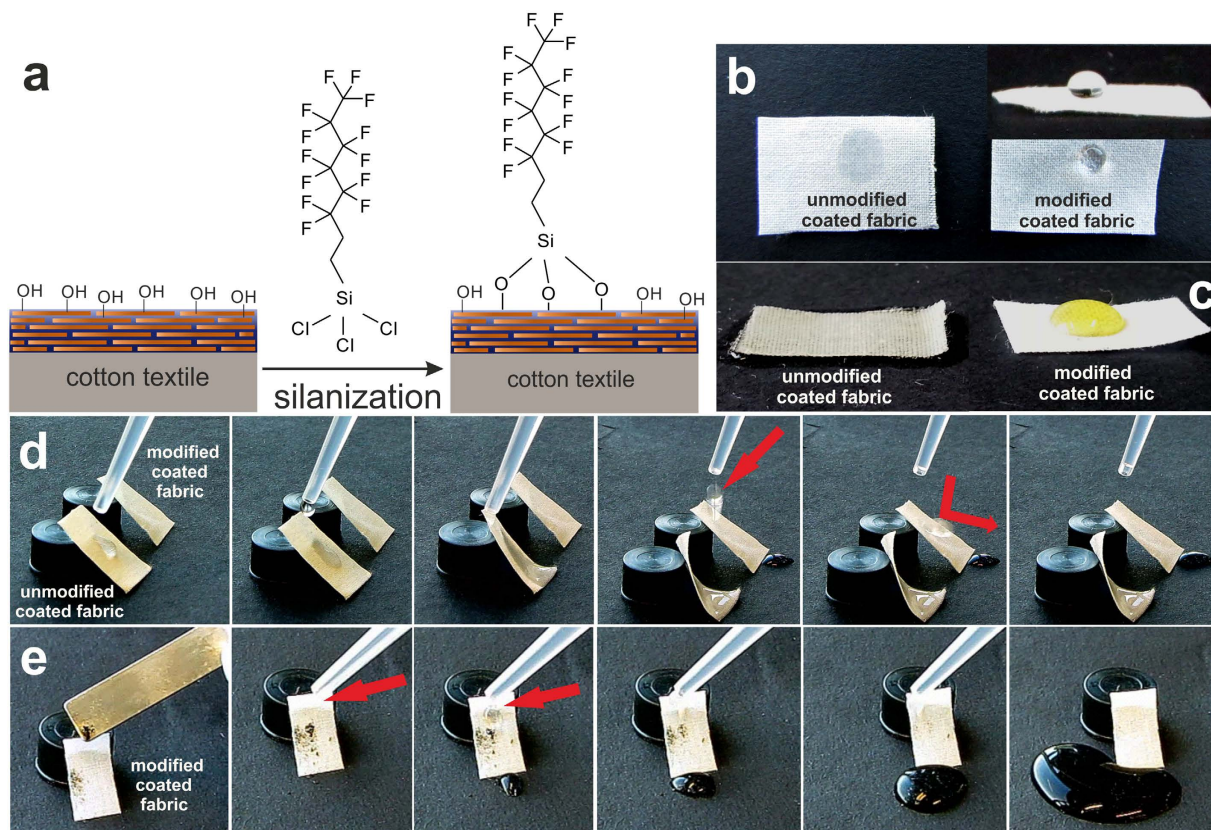 a
F F
F F
F F
F F
F F
F F
F
Si
Cl Cl
Cl
OH OH OH OH OH OH
cotton textile
silanization
F
F F
F F
F F
F F
F F
F F
Si
O O O
OH OH OH
cotton textile
b
unmodified
coated fabric
modified
coated fabric
c
unmodified
coated fabric
modified
coated fabric
d
modified
coated
fabric
unmodified
coated fabric
e
modified
coated
fabric